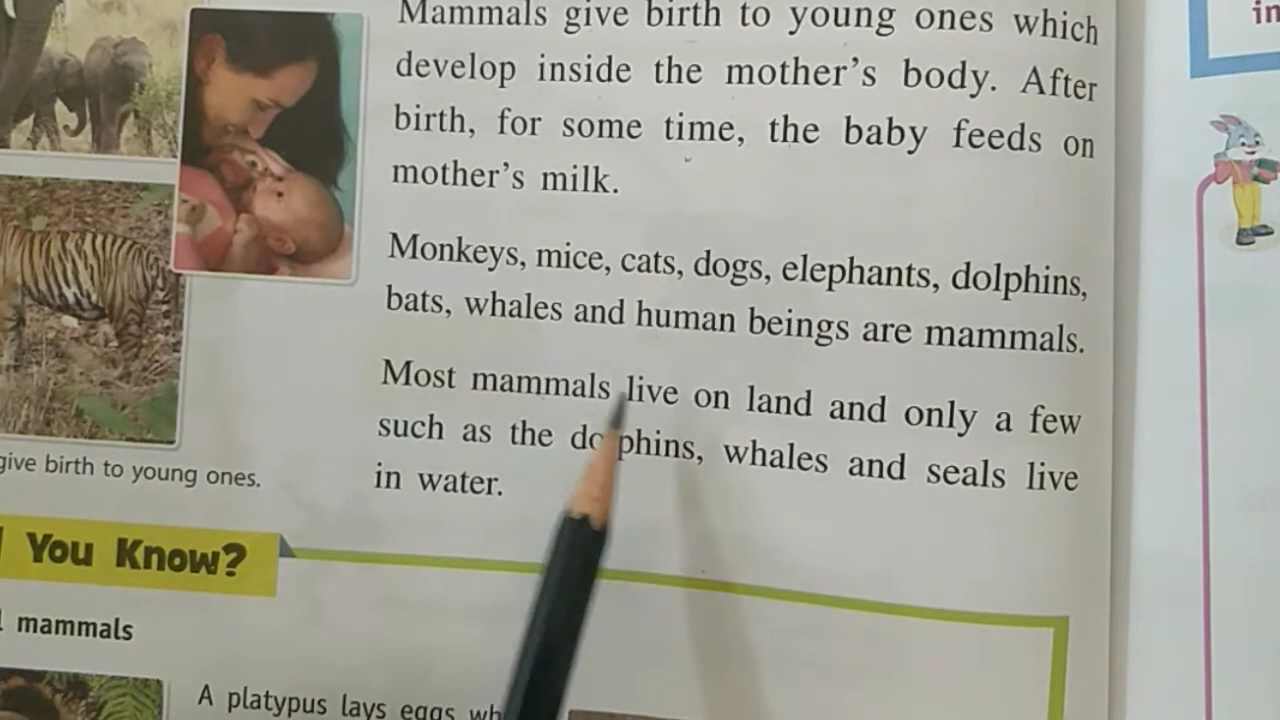 Mammals give birth to young ones which
develop inside the mother's body. After
birth, for some time, the baby feeds on
mother's milk.
Monkeys, mice, cats, dogs, elephants, dolphins,
bats, whales and human beings are mammals.
Most mammals live on land and only a few
such as the dolphins, whales and seals live
in water.
give birth to young ones.
You Know?
mammals
A platypus lays eggs
in